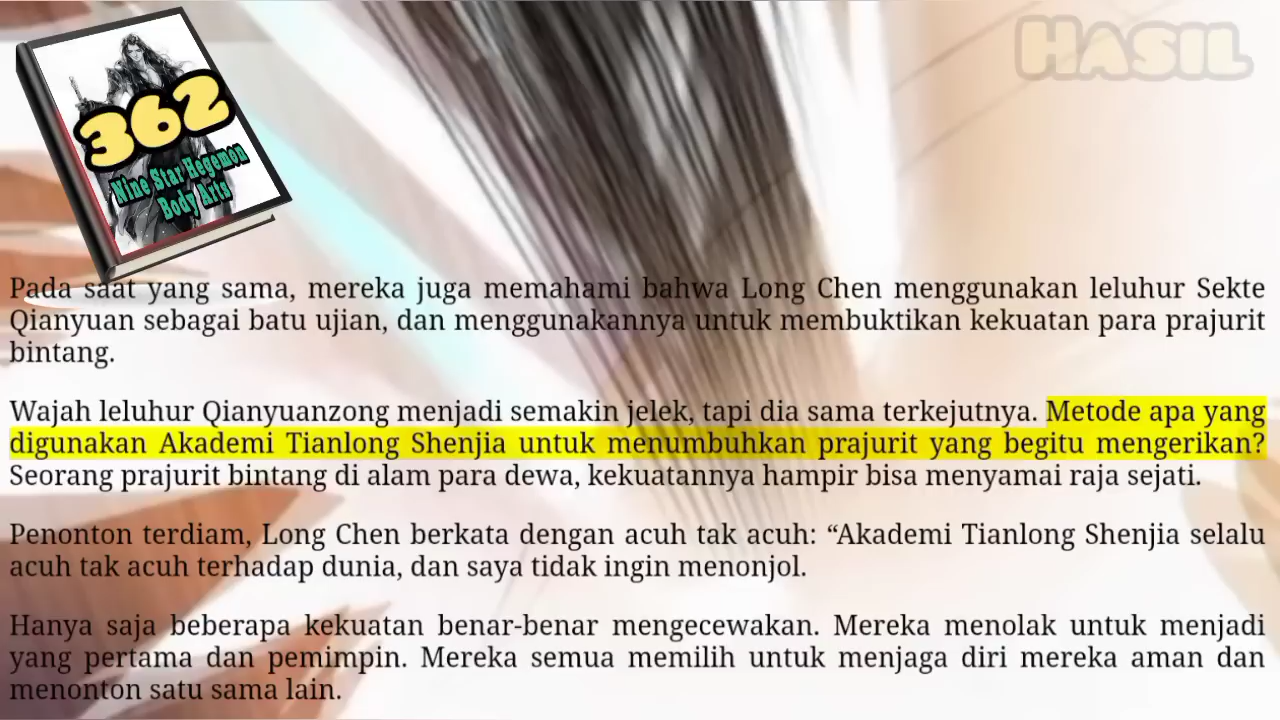 HASIL
362
Nine Star Hegemon
Body Arts
Pada saat yang sama, mereka juga memahami bahwa Long Chen menggunakan leluhur Sekte
Qianyuan sebagai batu ujian, dan menggunakannya untuk membuktikan kekuatan para prajurit
bintang.
Wajah leluhur Qianyuanzong menjadi semakin jelek, tapi dia sama terkejutnya. Metode apa yang
digunakan Akademi Tianlong Shenjia untuk menumbuhkan prajurit yang begitu mengerikan?
Seorang prajurit bintang di alam para dewa, kekuatannya hampir bisa menyamai raja sejati.
Penonton terdiam, Long Chen berkata dengan acuh tak acuh: “Akademi Tianlong Shenjia selalu
acuh tak acuh terhadap dunia, dan saya tidak ingin menonjol.
Hanya saja beberapa kekuatan benar-benar mengecewakan. Mereka menolak untuk menjadi
yang pertama dan pemimpin. Mereka semua memilih untuk menjaga diri mereka aman dan
menonton satu sama lain.